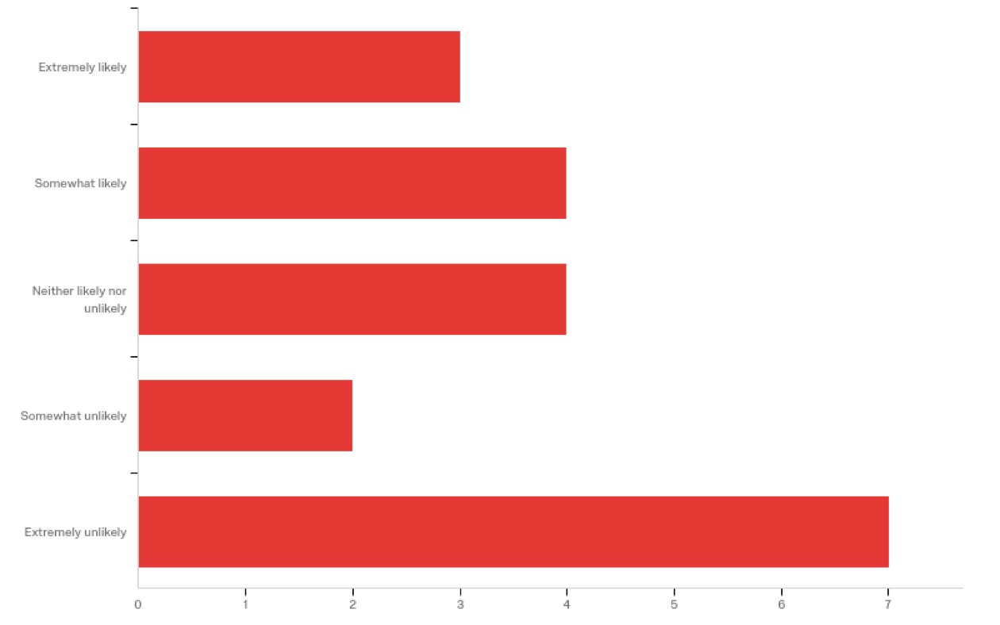 Extremely likely
Somewhat likely
Neither likely nor
unlikely
Somewhat unlikely
Extremely unlikely
0 1 2 3 4 5 6 7